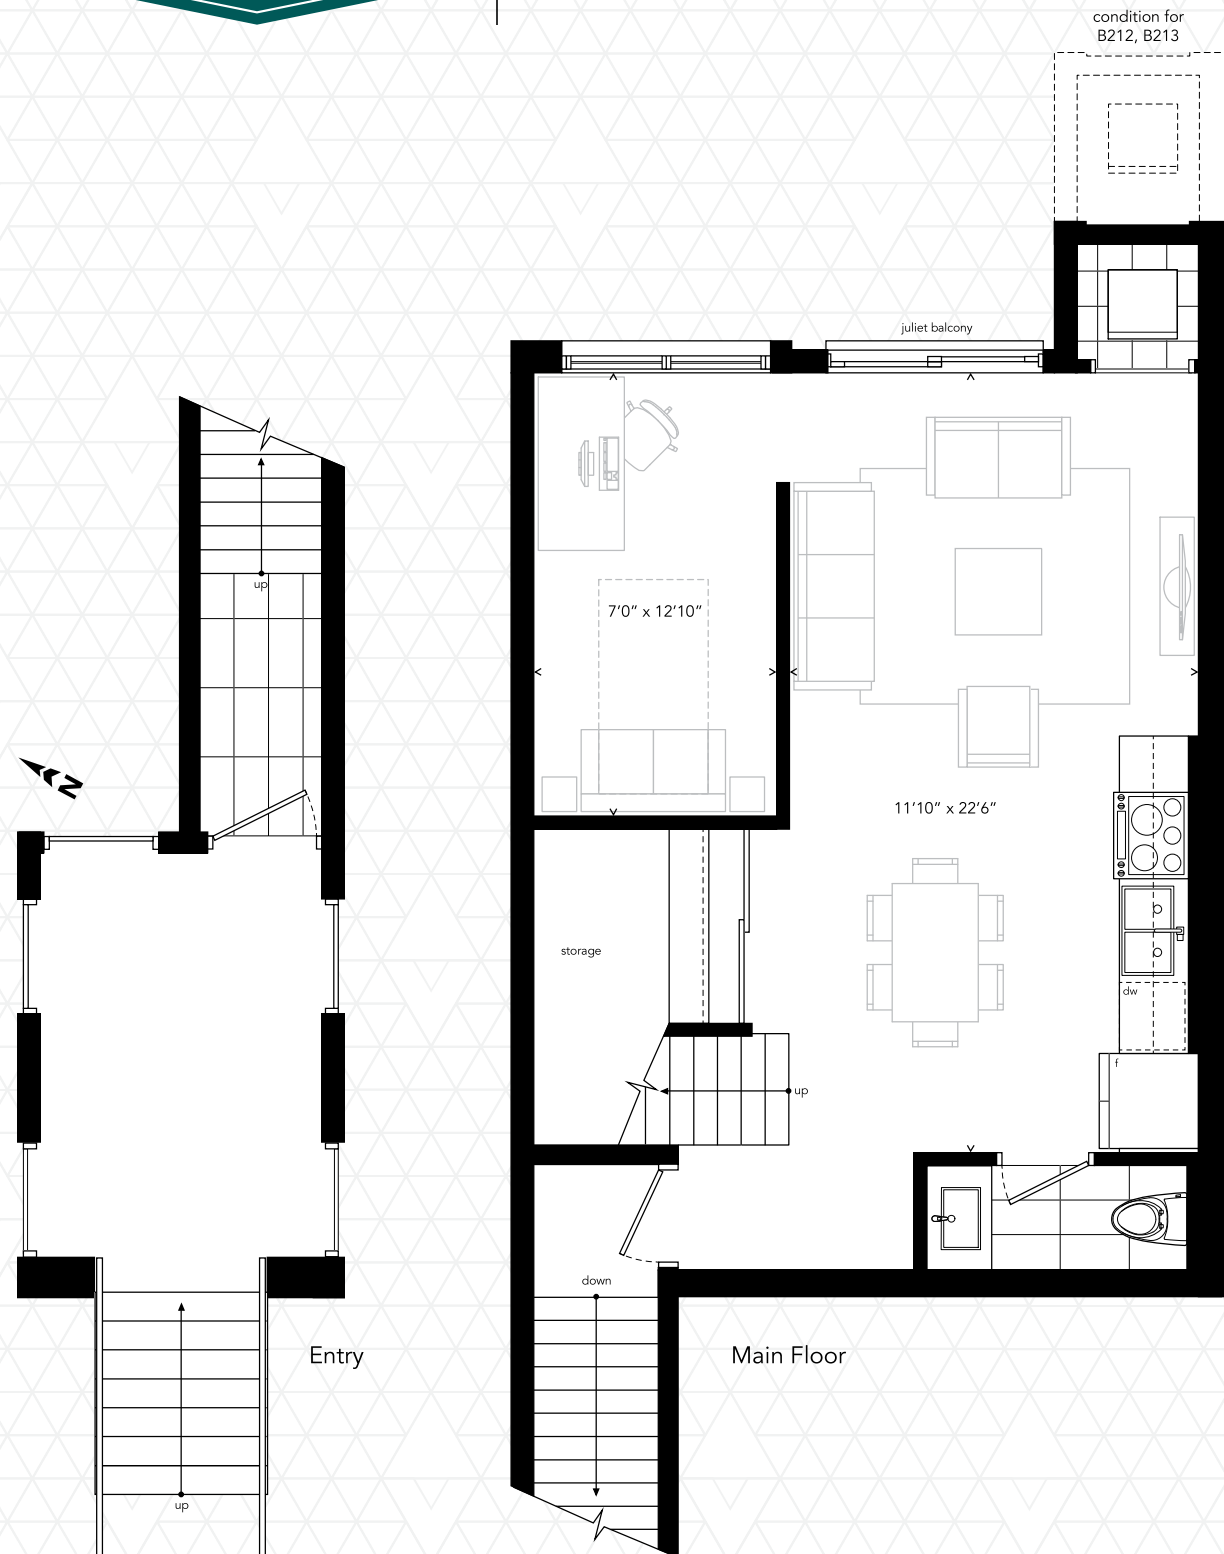 condition for
B212, B213
juliet balcony
up
7'0" x 12'10"
N
11'10" x 22'6"
storage
dw
f
up
down
Entry
Main Floor
up